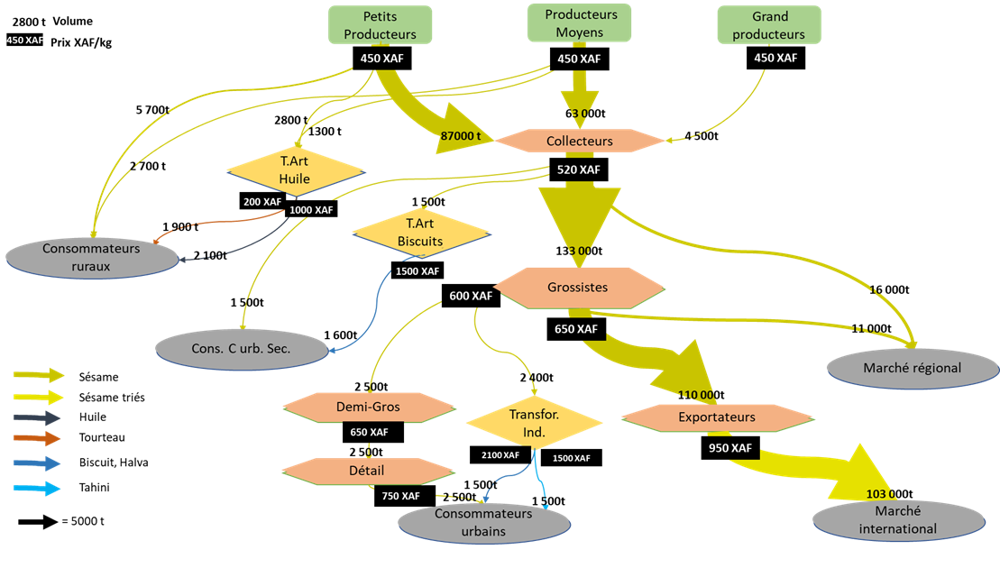 2800 t Volume
450 XAF Prix XAF/kg
Petits
Producteurs
450 XAF
Producteurs
Moyens
450 XAF
Grand
producteurs
450 XAF
5 700t
2800 t
1300 t
63 000t
87000 t
4 500t
Collecteurs
520 XAF
2 700 t
T.Art
Huile
200 XAF
1000 XAF
1 900 t
2 100t
Consommateurs
ruraux
1 500t
T.Art
Biscuits
1500 XAF
133 000t
Grossistes
600 XAF
650 XAF
16 000t
11 000t
Marché régional
1 500t
1 600t
Cons. C urb. Sec.
2 500t
Demi-Gros
650 XAF
2 500t
Détail
750 XAF
2 500t
2 400t
Transfor.
Ind.
2100 XAF
1500 XAF
1 500t
1 500t
Consommateurs
urbains
110 000t
Exportateurs
950 XAF
103 000t
Marché
international
Sésame
Sésame triés
Huile
Tourteau
Biscuit, Halva
Tahini
= 5000 t